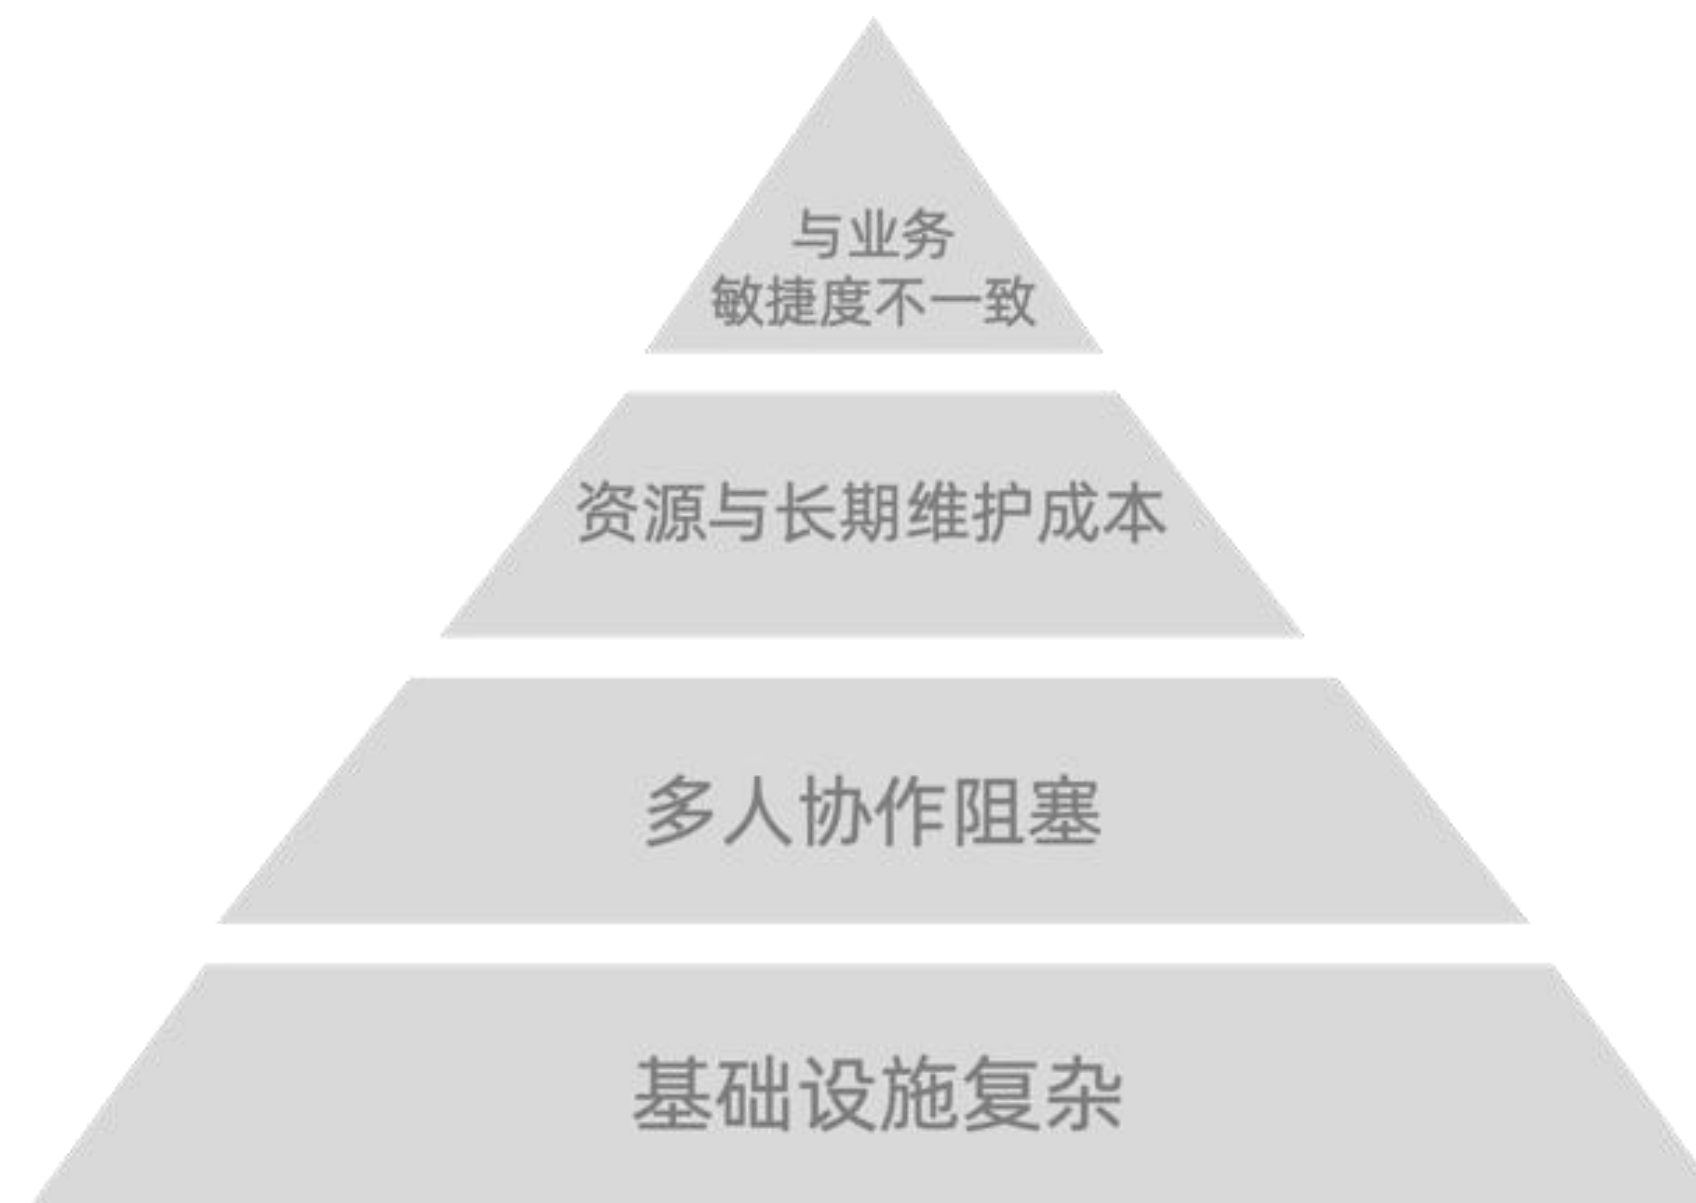 与业务
敏捷度不一致
资源与长期维护成本
多人协作阻塞
基础设施复杂